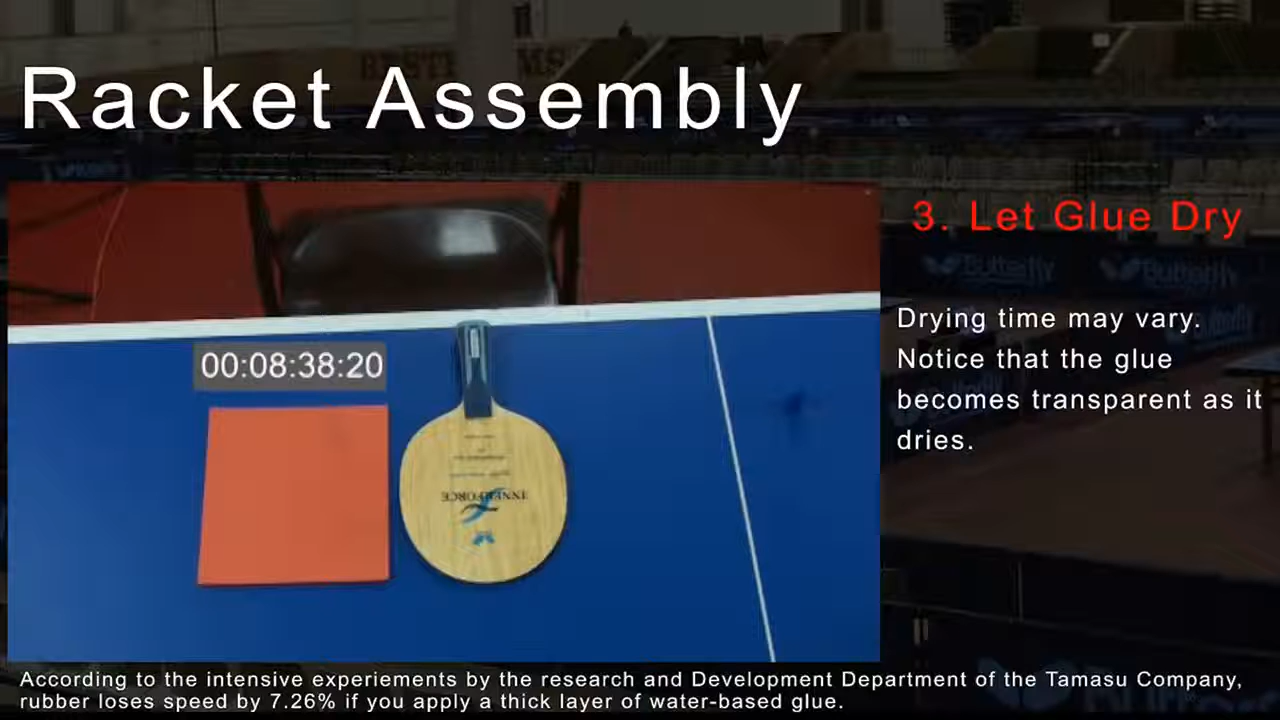 Racket Assembly
3. Let Glue Dry
Butterfly Butterfly
Drying time may vary.
Notice that the glue
becomes transparent as it
dries.
00:08:38:20
INNERFORCE
According to the intensive experiements by the research and Development Department of the Tamasu Company,
rubber loses speed by 7.26% if you apply a thick layer of water-based glue.